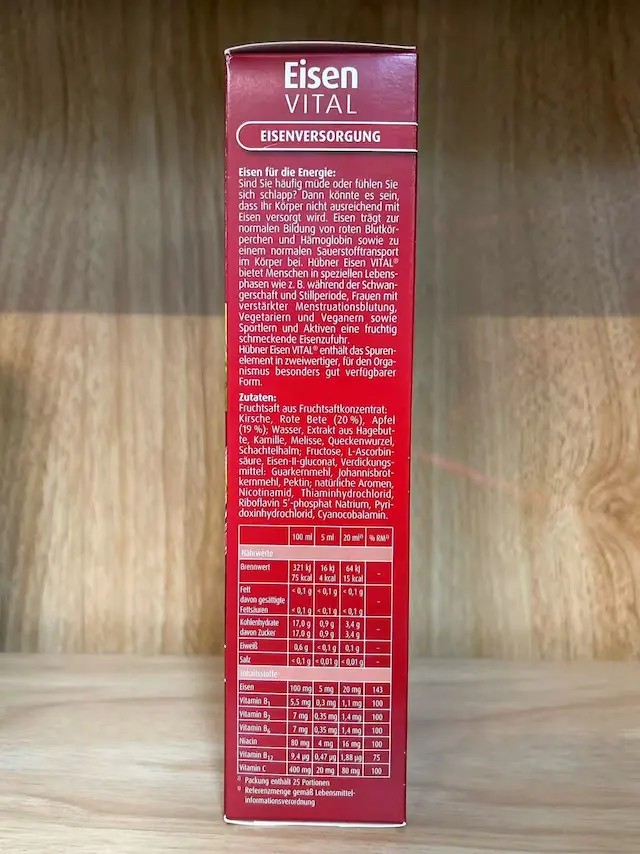 Eisen
VITAL
EISENVERSORGUNG
Eisen für die Energie:
Sind Sie häufig müde oder fühlen Sie
sich schlapp? Dann könnte es sein,
dass Ihr Körper nicht ausreichend mit
Eisen versorgt wird. Eisen trägt zur
normalen Bildung von roten Blutkör-
perchen und Hämoglobin sowie zu
einem normalen Sauerstofftransport
im Körper bei. Hübner Eisen VITAL®
bietet Menschen in speziellen Lebens-
phasen wie z. B. während der Schwan-
gerschaft und Stillperiode, Frauen mit
verstärkter Menstruationsblutung,
Vegetariern und Veganern sowie
Sportlern und Aktiven eine fruchtig
schmeckende Eisenzufuhr.
Hübner Eisen VITAL® enthält das Spuren-
element in zweiwertiger, für den Orga-
nismus besonders gut verfügbarer
Form.
Zutaten:
Fruchtsaft aus Fruchtsaftkonzentrat:
Kirsche, Rote Bete (20 %), Apfel
(19 %); Wasser, Extrakt aus Hagebut-
te, Kamille, Melisse, Queckenwurzel,
Schachtelhalm; Fructose, L-Ascorbin-
säure, Eisen-II-gluconat, Verdickungs-
mittel: Guarkernmehl, Johannisbrot-
kernmehl, Pektin; natürliche Aromen,
Nicotinamid, Thiaminhydrochlorid,
Riboflavin 5'-phosphat Natrium, Pyri-
doxinhydrochlorid, Cyanocobalamin.
100 ml 5 ml 20 ml¹⁾ % RM²⁾
Nährwerte
Brennwert 321 kJ 16 kJ 64 kJ –
75 kcal 4 kcal 15 kcal
Fett < 0,1 g < 0,1 g < 0,1 g
davon gesättigte –
Fettsäuren < 0,1 g < 0,1 g < 0,1 g
Kohlenhydrate 17,0 g 0,9 g 3,4 g –
davon Zucker 17,0 g 0,9 g 3,4 g
Eiweiß 0,6 g < 0,1 g 0,1 g –
Salz < 0,1 g < 0,01 g < 0,01 g –
Inhaltsstoffe
Eisen 100 mg 5 mg 20 mg 143
Vitamin B₁ 5,5 mg 0,3 mg 1,1 mg 100
Vitamin B₂ 7 mg 0,35 mg 1,4 mg 100
Vitamin B₆ 7 mg 0,35 mg 1,4 mg 100
Niacin 80 mg 4 mg 16 mg 100
Vitamin B₁₂ 9,4 µg 0,47 µg 1,88 µg 75
Vitamin C 400 mg 20 mg 80 mg 100
¹⁾ Packung enthält 25 Portionen
²⁾ Referenzmenge gemäß Lebensmittel-
informationsverordnung